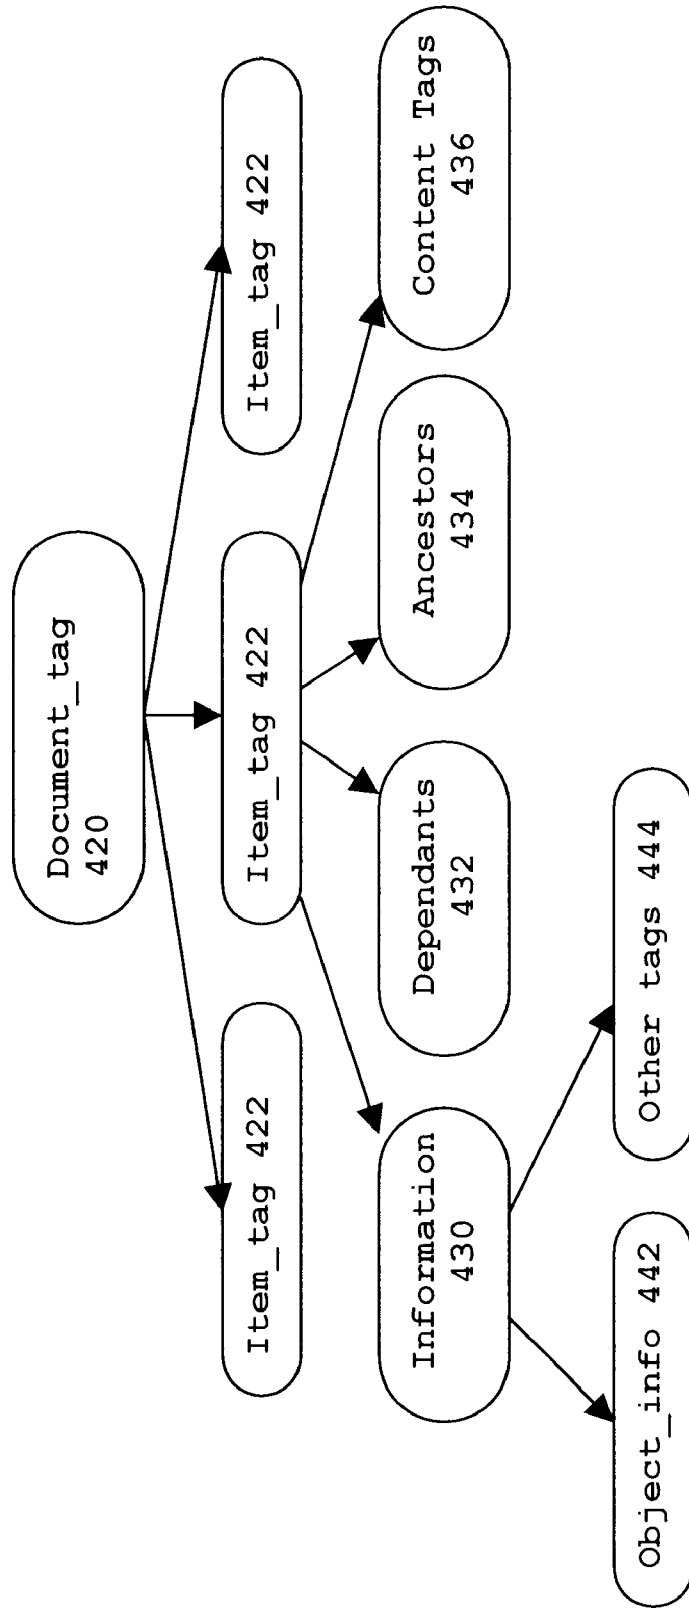 Document_tag
420
Item_tag 422
Item_tag 422
Item_tag 422
Information
430
Dependants
432
Ancestors
434
Content Tags
436
Object_info 442
Other tags 444